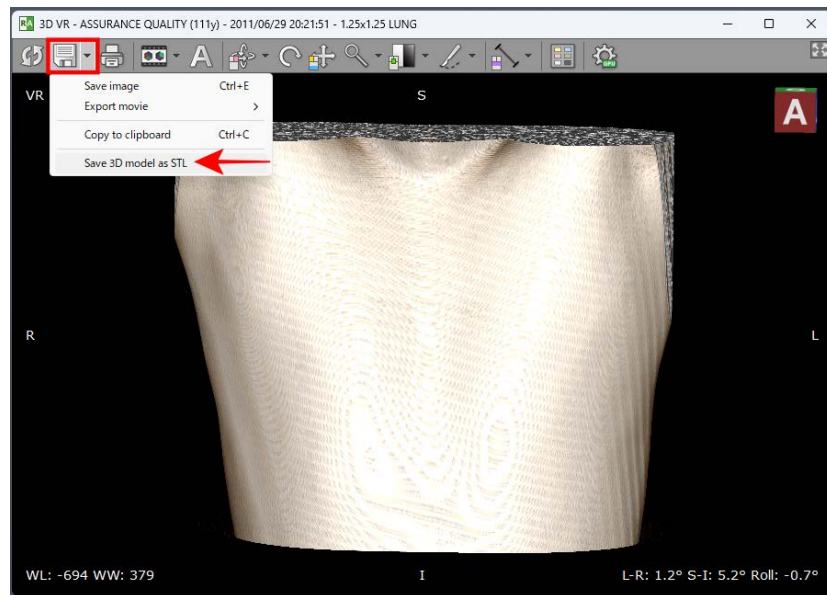 RA 3D VR - ASSURANCE QUALITY (111y) - 2011/06/29 20:21:51 - 1.25x1.25 LUNG
A
Save image Ctrl+E
Export movie >
Copy to clipboard Ctrl+C
Save 3D model as STL
VR
S
A
R
L
WL: -694 WW: 379
I
L-R: 1.2° S-I: 5.2° Roll: -0.7°